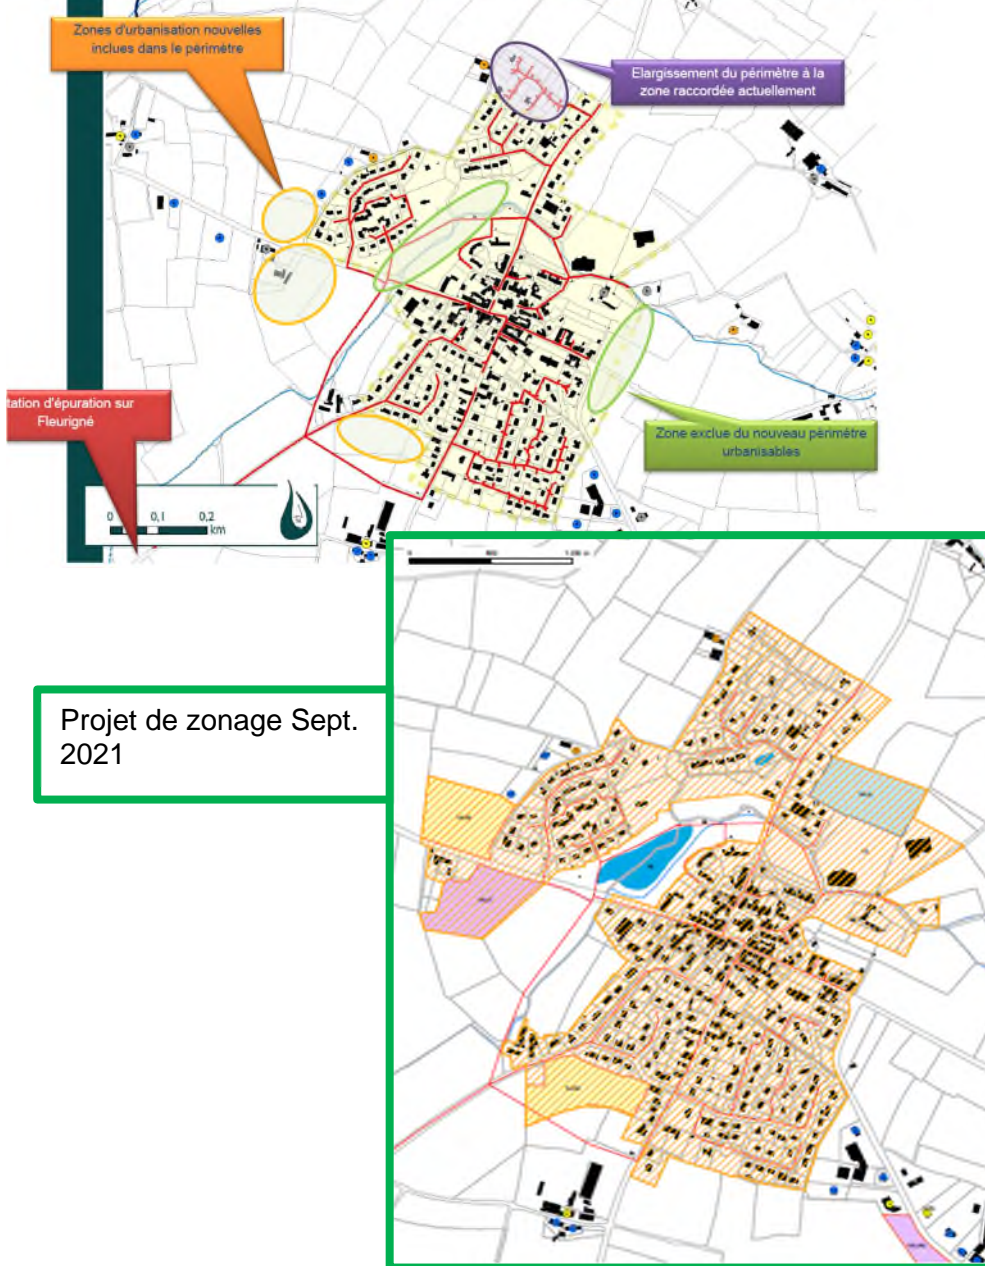 Zones d'urbanisation nouvelles
inclues dans le périmètre
Elargissement du périmètre à la
zone raccordée actuellement
tation d'épuration sur
Fleurigné
Zone exclue du nouveau périmètre
urbanisables
0 0,1 0,2
km
Projet de zonage Sept.
2021